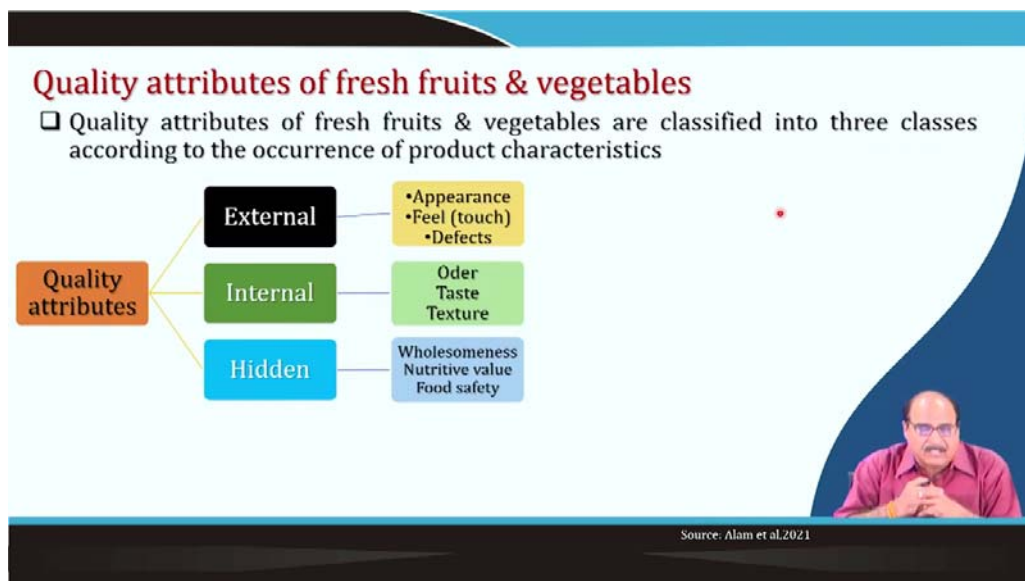 Quality attributes of fresh fruits & vegetables
❑ Quality attributes of fresh fruits & vegetables are classified into three classes
according to the occurrence of product characteristics
Quality
attributes
External
•Appearance
•Feel (touch)
•Defects
Internal
Oder
Taste
Texture
Hidden
Wholesomeness
Nutritive value
Food safety
Source: Alam et al,2021